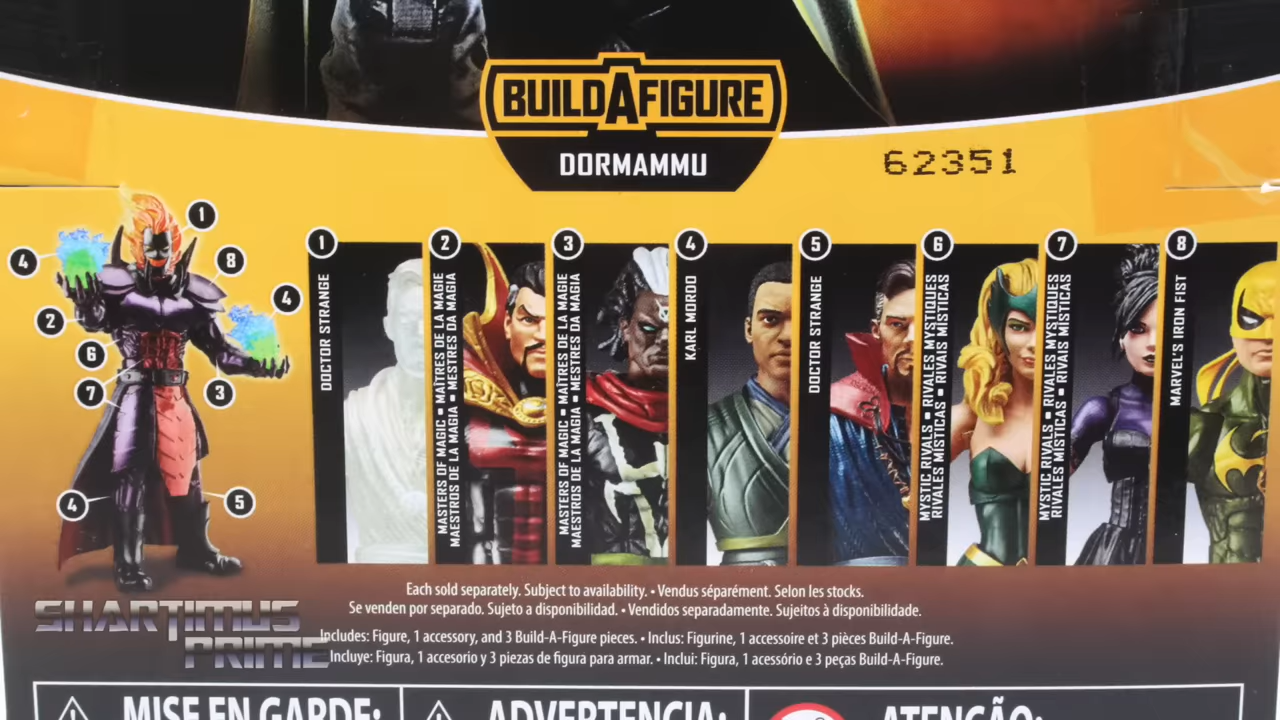 BUILDAFIGURE
DORMAMMU
62351
1
4
8
4
2
6
7
3
4
5
1
DOCTOR STRANGE
2
MASTERS OF MAGIC ▪ MAÎTRES DE LA MAGIE
MAESTROS DE LA MAGIA ▪ MESTRES DA MAGIA
3
MASTERS OF MAGIC ▪ MAÎTRES DE LA MAGIE
MAESTROS DE LA MAGIA ▪ MESTRES DA MAGIA
4
KARL MORDO
5
DOCTOR STRANGE
6
MYSTIC RIVALS ▪ RIVALES MYSTIQUES
RIVALES MÍSTICAS ▪ RIVAIS MÍSTICAS
7
MYSTIC RIVALS ▪ RIVALES MYSTIQUES
RIVALES MÍSTICAS ▪ RIVAIS MÍSTICAS
8
MARVEL'S IRON FIST
Each sold separately. Subject to availability. • Vendus séparément. Selon les stocks.
Se venden por separado. Sujeto a disponibilidad. • Vendidos separadamente. Sujeitos à disponibilidade.
SHARTIMUS
PRIME
Includes: Figure, 1 accessory, and 3 Build-A-Figure pieces. • Inclus: Figurine, 1 accessoire et 3 pièces Build-A-Figure.
Incluye: Figura, 1 accesorio y 3 piezas de figura para armar. • Inclui: Figura, 1 acessório e 3 peças Build-A-Figure.
MISE EN GARDE:
ADVERTENCIA:
ATENÇÃO: